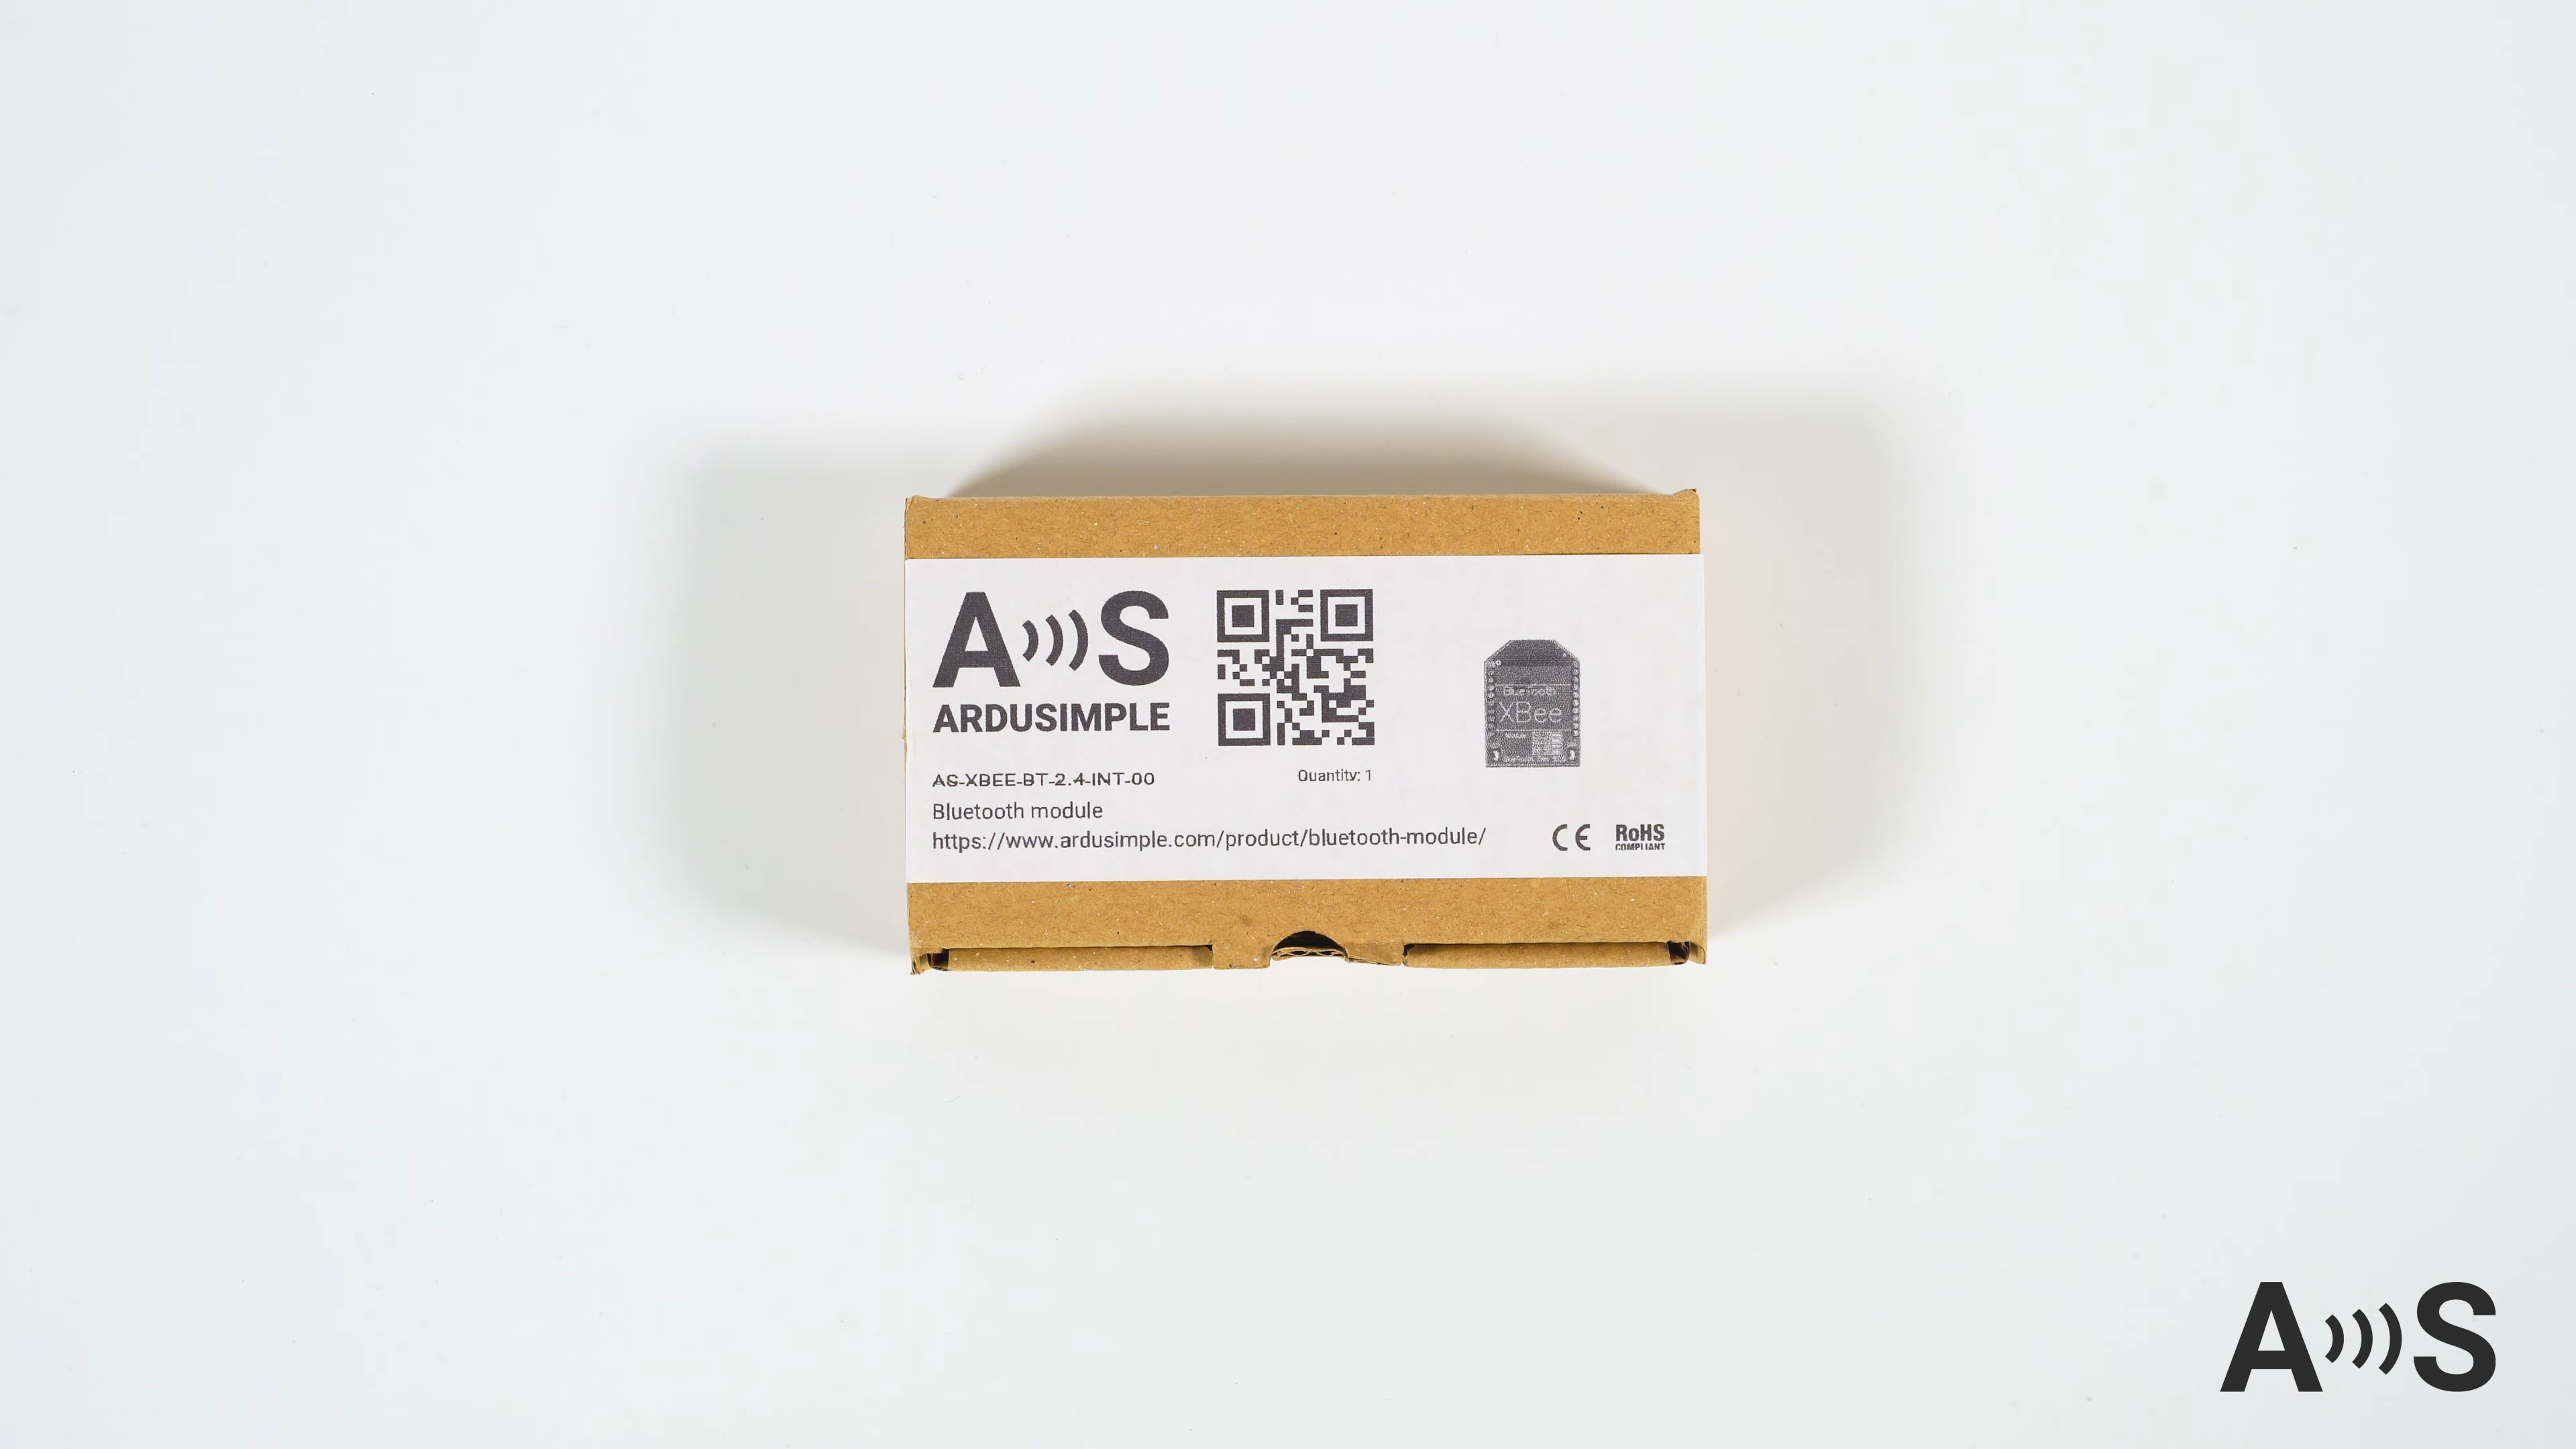 A S
ARDUSIMPLE
AS-XBEE-BT-2.4-INT-00
Quantity: 1
Bluetooth module
https://www.ardusimple.com/product/bluetooth-module/
BlueTooth
XBee
Module
CE
RoHS
COMPLIANT
A S